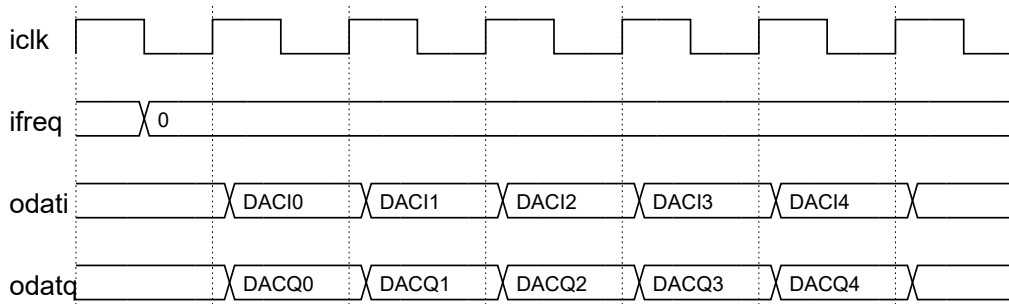 iclk
ifreq 0
odati DACI0 DACI1 DACI2 DACI3 DACI4
odatq DACQ0 DACQ1 DACQ2 DACQ3 DACQ4